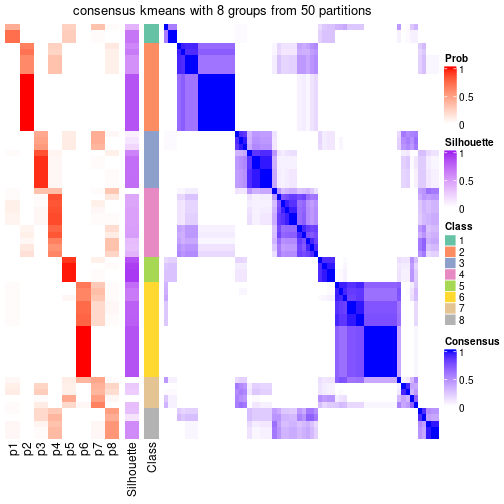 consensus kmeans with 8 groups from 50 partitions
Prob
1
0.5
0
Silhouette
1
0.5
0
Class
1
2
3
4
5
6
7
8
Consensus
1
0.5
0
p1
p2
p3
p4
p5
p6
p7
p8
Silhouette
Class